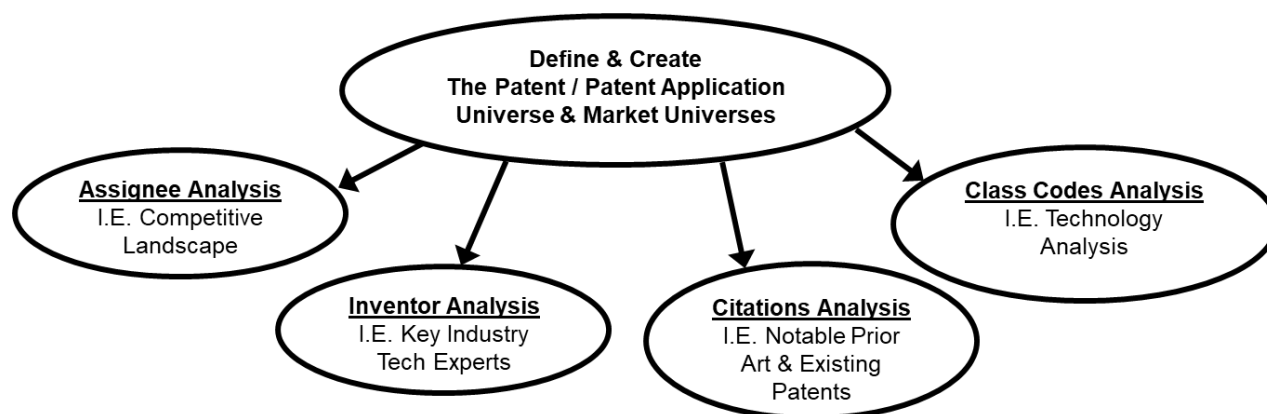 Define & Create
The Patent / Patent Application
Universe & Market Universes
Assignee Analysis
I.E. Competitive
Landscape
Inventor Analysis
I.E. Key Industry
Tech Experts
Citations Analysis
I.E. Notable Prior
Art & Existing
Patents
Class Codes Analysis
I.E. Technology
Analysis